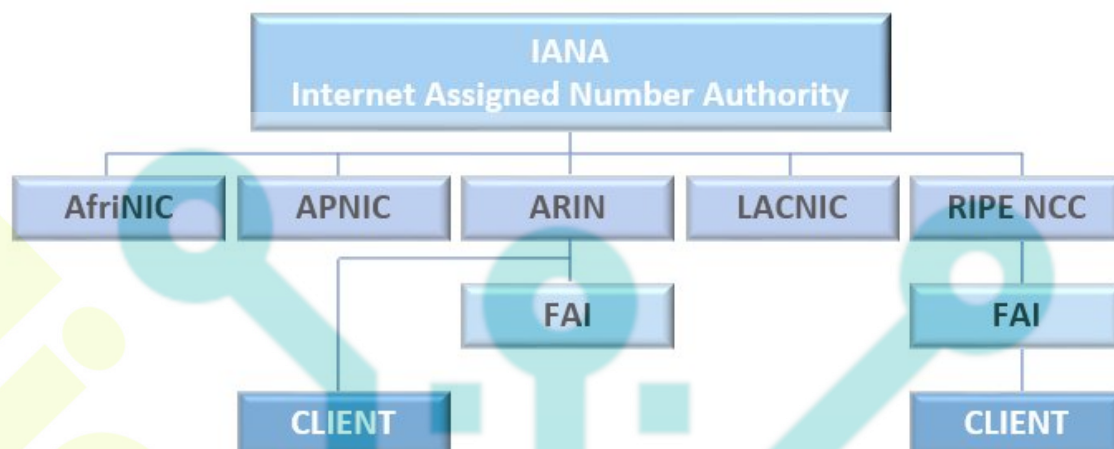 IANA
Internet Assigned Number Authority
AfriNIC
APNIC
ARIN
LACNIC
RIPE NCC
FAI
FAI
CLIENT
CLIENT